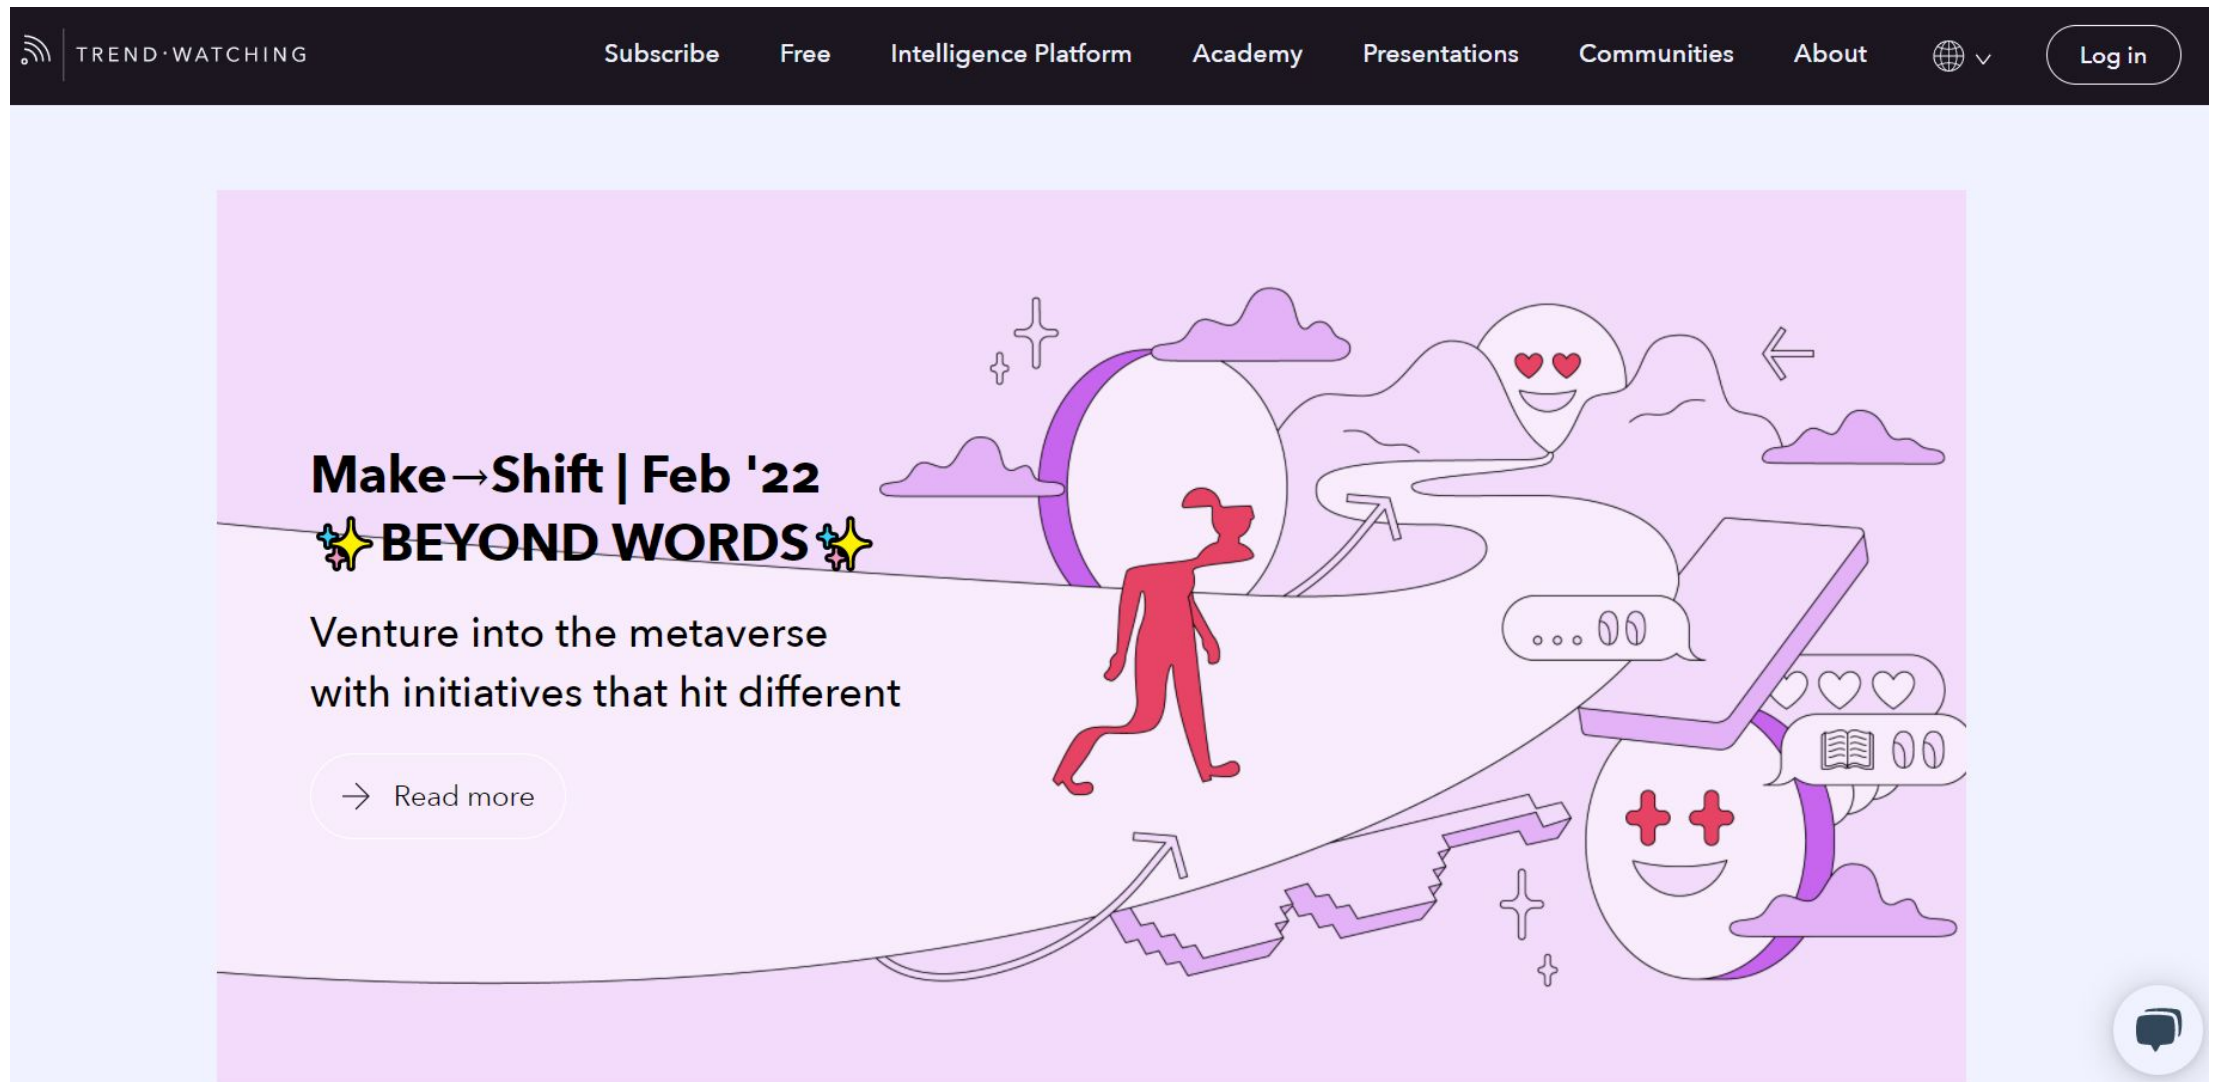 TREND·WATCHING
Subscribe
Free
Intelligence Platform
Academy
Presentations
Communities
About
Log in
Make→Shift | Feb '22
✨BEYOND WORDS✨
Venture into the metaverse
with initiatives that hit different
→ Read more